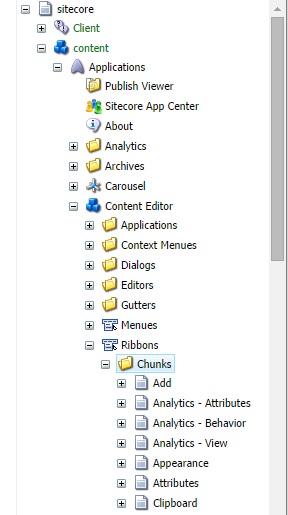 sitecore
Client
content
Applications
Publish Viewer
Sitecore App Center
About
Analytics
Archives
Carousel
Content Editor
Applications
Context Menues
Dialogs
Editors
Gutters
Menues
Ribbons
Chunks
Add
Analytics - Attributes
Analytics - Behavior
Analytics - View
Appearance
Attributes
Clipboard